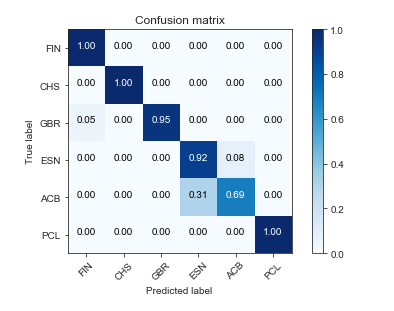 Confusion matrix
True label
FIN 1.00 0.00 0.00 0.00 0.00 0.00
CHS 0.00 1.00 0.00 0.00 0.00 0.00
GBR 0.05 0.00 0.95 0.00 0.00 0.00
ESN 0.00 0.00 0.00 0.92 0.08 0.00
ACB 0.00 0.00 0.00 0.31 0.69 0.00
PCL 0.00 0.00 0.00 0.00 0.00 1.00
FIN CHS GBR ESN ACB PCL
Predicted label
1.0
0.8
0.6
0.4
0.2
0.0